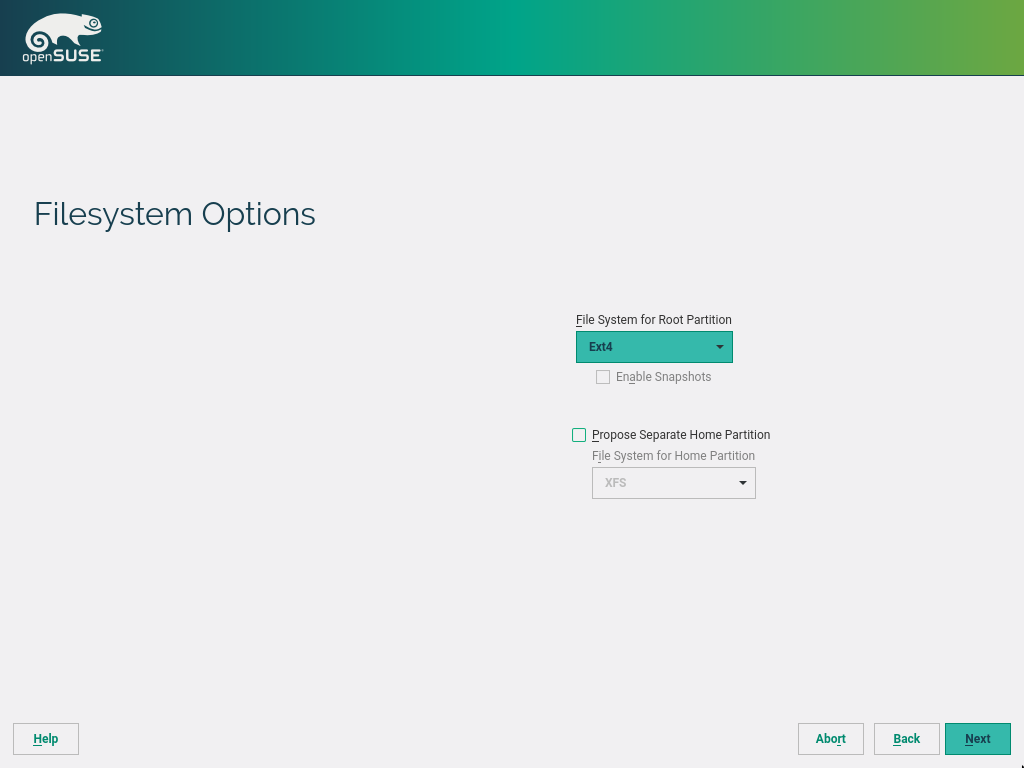 openSUSE
Filesystem Options
File System for Root Partition
Ext4
Enable Snapshots
Propose Separate Home Partition
File System for Home Partition
XFS
Help
Abort
Back
Next